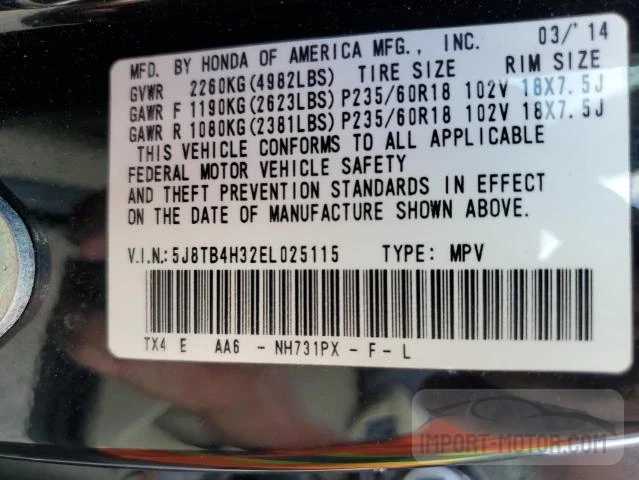 MFD. BY HONDA OF AMERICA MFG., INC. 03/'14
GVWR 2260KG(4982LBS) TIRE SIZE RIM SIZE
GAWR F 1190KG(2623LBS) P235/60R18 102V 18X7.5J
GAWR R 1080KG(2381LBS) P235/60R18 102V 18X7.5J
THIS VEHICLE CONFORMS TO ALL APPLICABLE
FEDERAL MOTOR VEHICLE SAFETY
AND THEFT PREVENTION STANDARDS IN EFFECT
ON THE DATE OF MANUFACTURE SHOWN ABOVE.
V.I.N.:5J8TB4H32EL025115 TYPE: MPV
TX4 E AA6 - NH731PX - F - L
IMPORT-MOTOR.COM